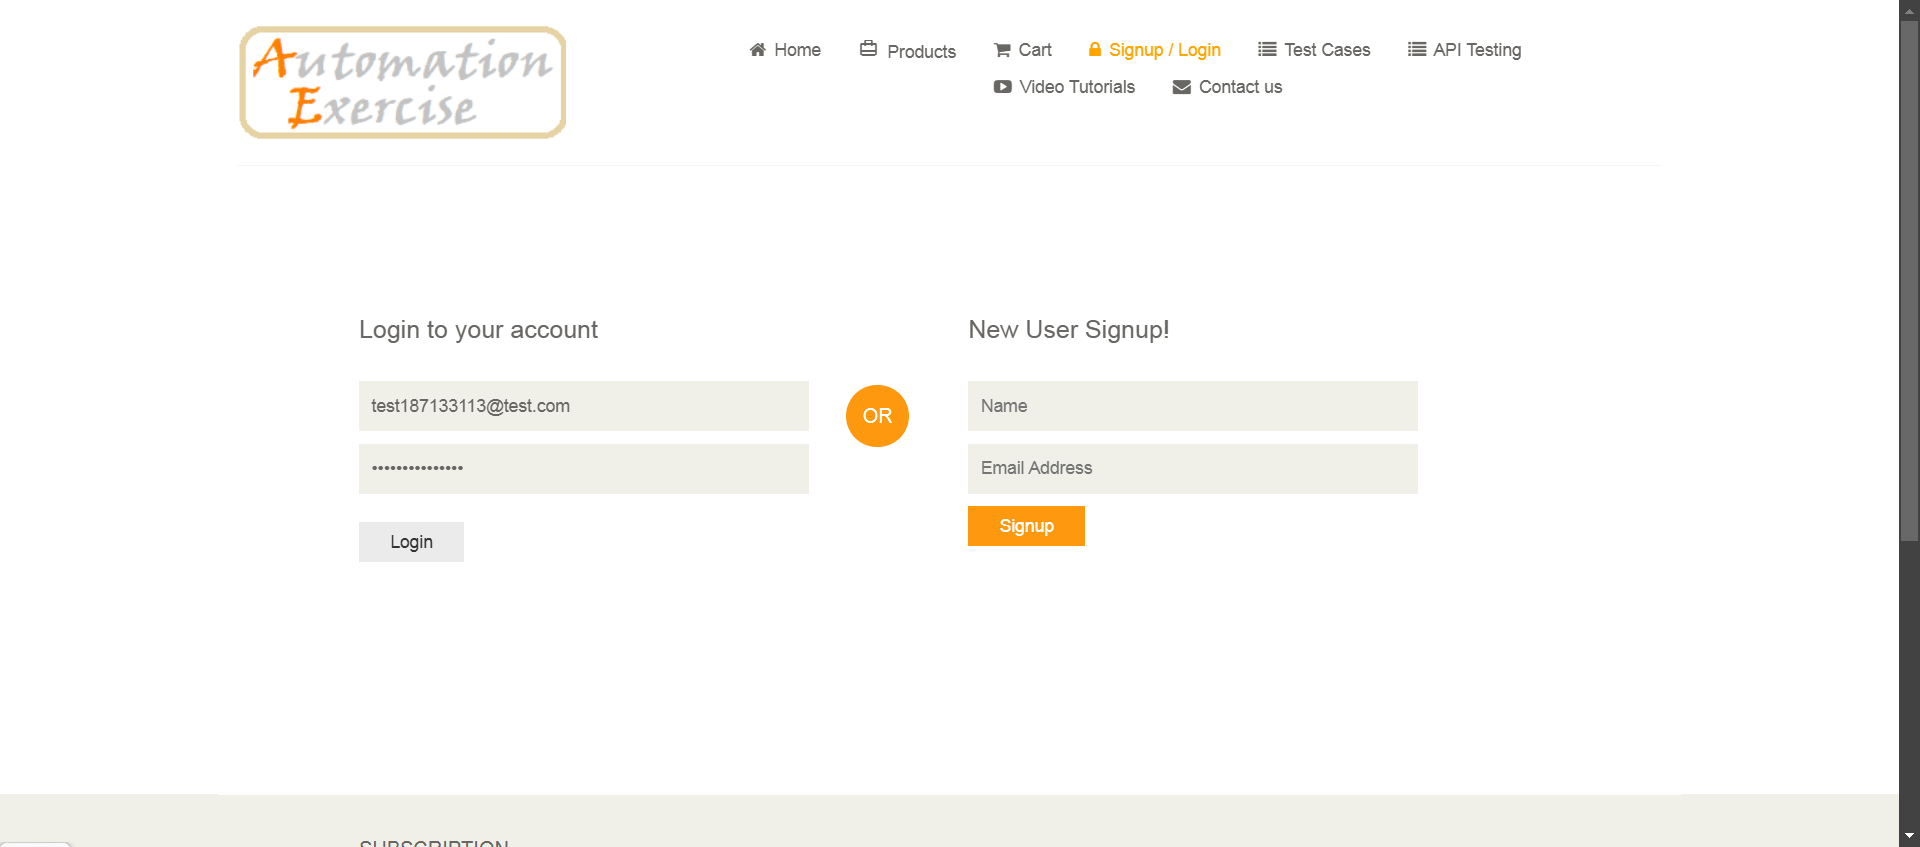 Automation
Exercise
Home
Products
Cart
Signup / Login
Test Cases
API Testing
Video Tutorials
Contact us
Login to your account
test187133113@test.com
•••••••••••••••
Login
OR
New User Signup!
Name
Email Address
Signup
SUBSCRIPTION